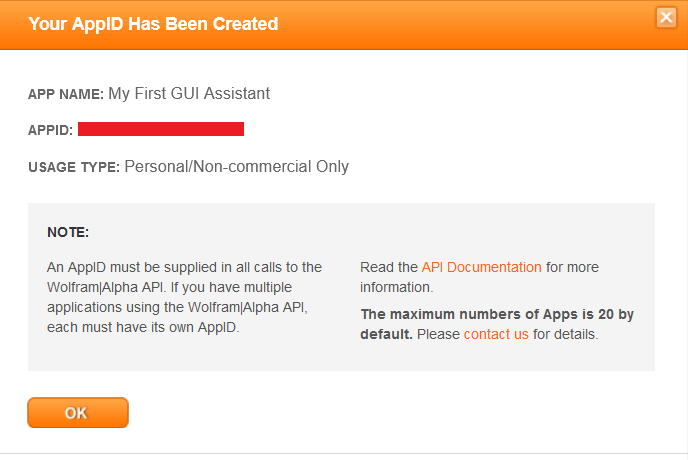 Your AppID Has Been Created
APP NAME: My First GUI Assistant
APPID:
USAGE TYPE: Personal/Non-commercial Only
NOTE:
An AppID must be supplied in all calls to the
Wolfram|Alpha API. If you have multiple
applications using the Wolfram|Alpha API,
each must have its own AppID.
Read the API Documentation for more
information.
The maximum numbers of Apps is 20 by
default. Please contact us for details.
OK